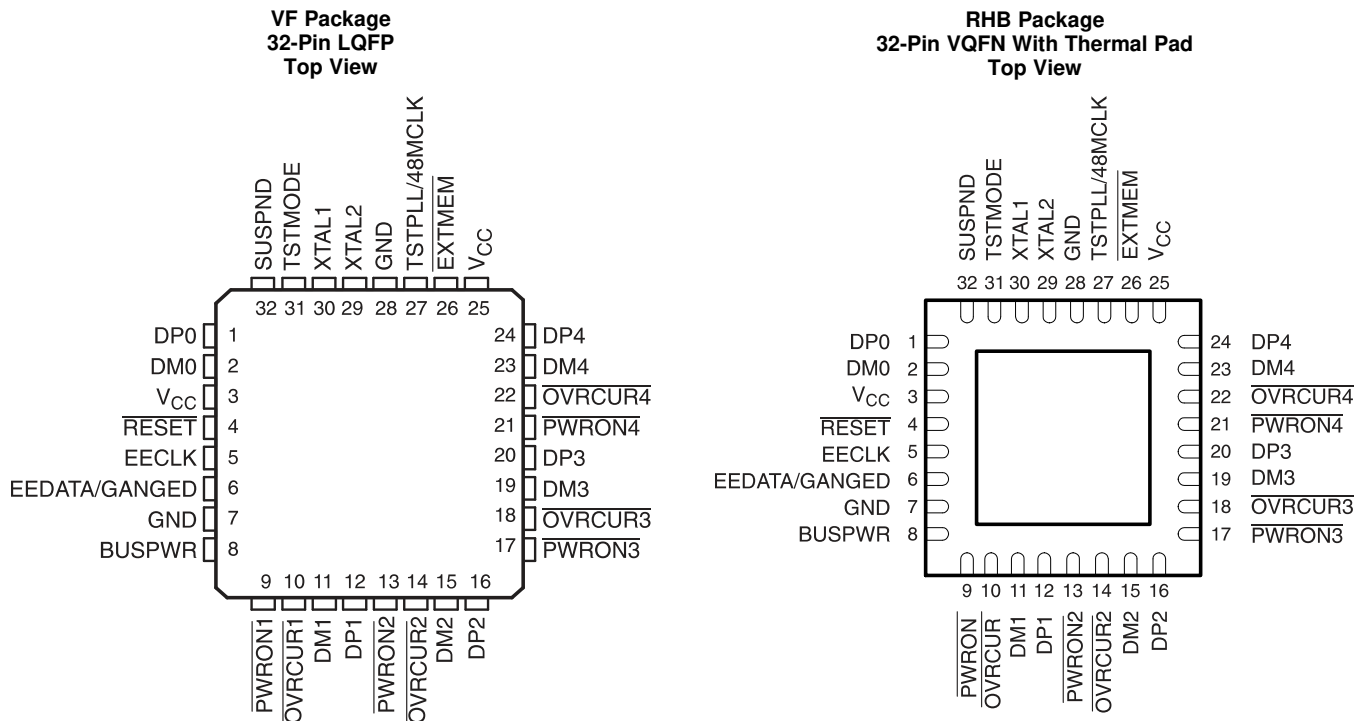 VF Package
32-Pin LQFP
Top View
SUSPND
TSTMODE
XTAL1
XTAL2
GND
TSTPLL/48MCLK
EXTMEM
VCC
32 31 30 29 28 27 26 25
DP0 1
DM0 2
VCC 3
RESET 4
EECLK 5
EEDATA/GANGED 6
GND 7
BUSPWR 8
24 DP4
23 DM4
22 OVRCUR4
21 PWRON4
20 DP3
19 DM3
18 OVRCUR3
17 PWRON3
9 10 11 12 13 14 15 16
PWRON1
OVRCUR1
DM1
DP1
PWRON2
OVRCUR2
DM2
DP2
RHB Package
32-Pin VQFN With Thermal Pad
Top View
SUSPND
TSTMODE
XTAL1
XTAL2
GND
TSTPLL/48MCLK
EXTMEM
VCC
32 31 30 29 28 27 26 25
DP0 1
DM0 2
VCC 3
RESET 4
EECLK 5
EEDATA/GANGED 6
GND 7
BUSPWR 8
24 DP4
23 DM4
22 OVRCUR4
21 PWRON4
20 DP3
19 DM3
18 OVRCUR3
17 PWRON3
9 10 11 12 13 14 15 16
PWRON
OVRCUR
DM1
DP1
PWRON2
OVRCUR2
DM2
DP2